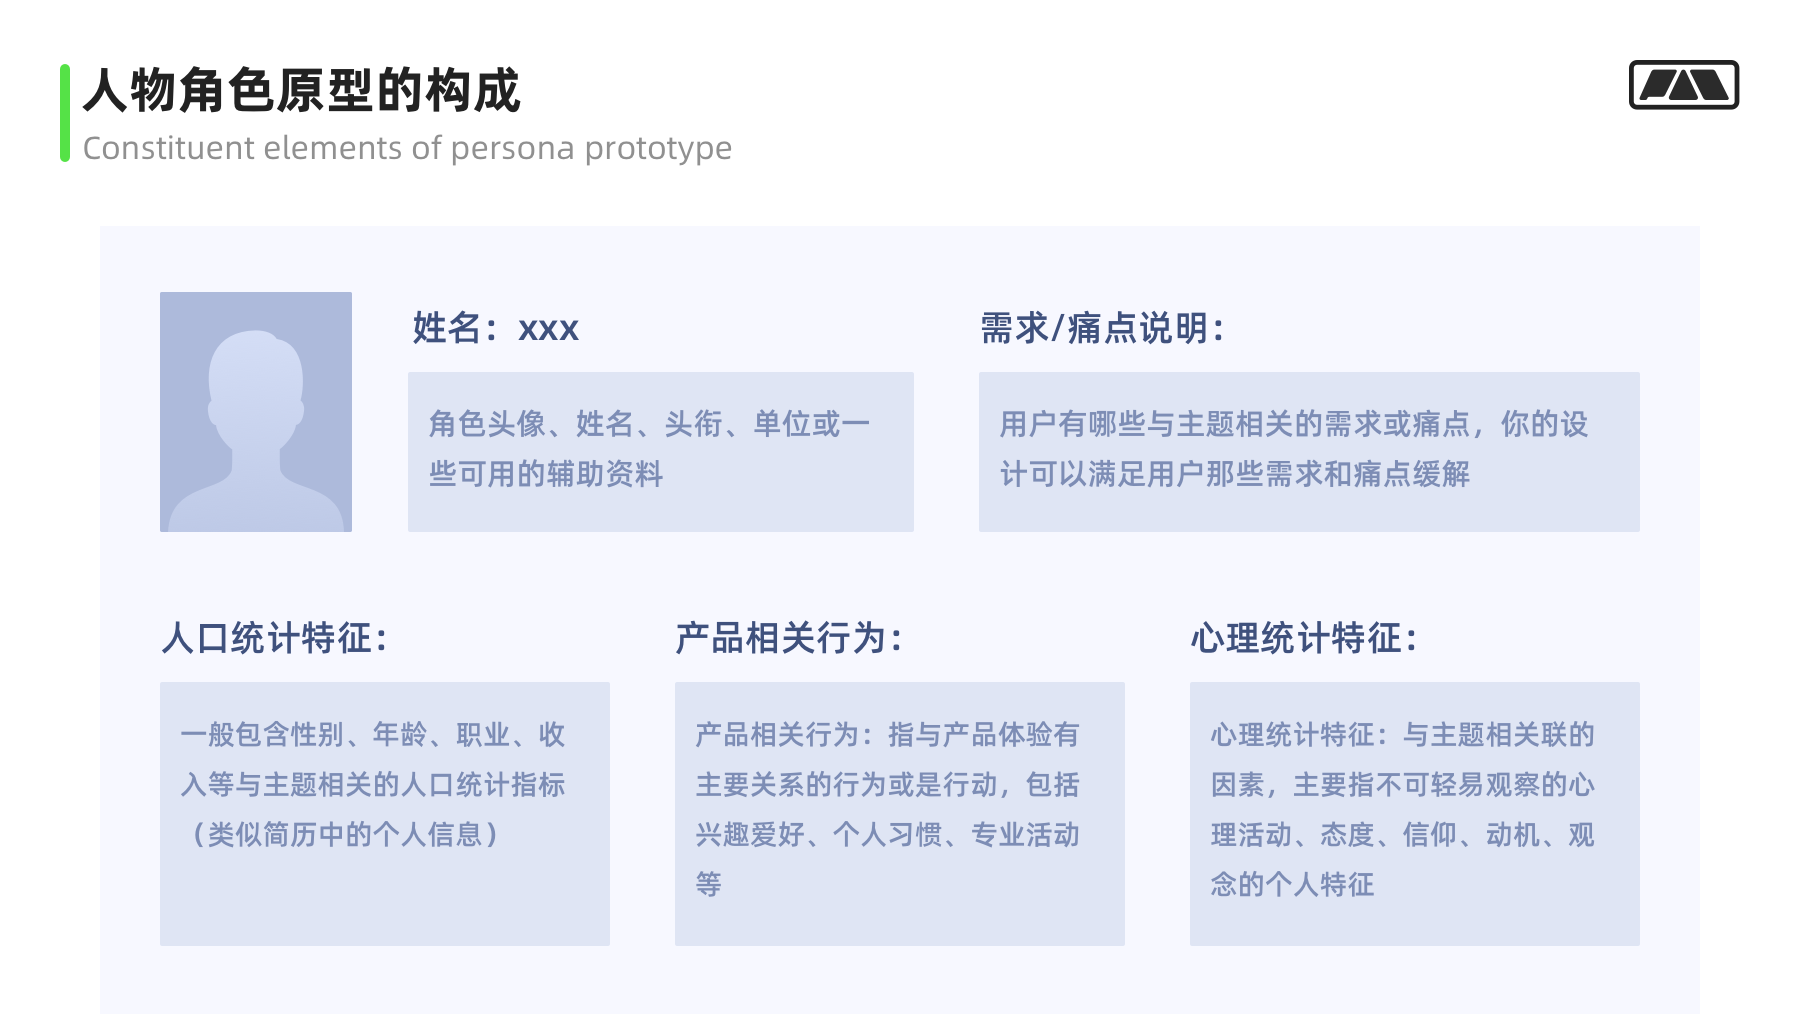 人物角色原型的构成
Constituent elements of persona prototype
姓名：xxx
角色头像、姓名、头衔、单位或一
些可用的辅助资料
需求/痛点说明：
用户有哪些与主题相关的需求或痛点，你的设
计可以满足用户那些需求和痛点缓解
人口统计特征：
一般包含性别、年龄、职业、收
入等与主题相关的人口统计指标
（类似简历中的个人信息）
产品相关行为：
产品相关行为：指与产品体验有
主要关系的行为或是行动，包括
兴趣爱好、个人习惯、专业活动
等
心理统计特征：
心理统计特征：与主题相关联的
因素，主要指不可轻易观察的心
理活动、态度、信仰、动机、观
念的个人特征